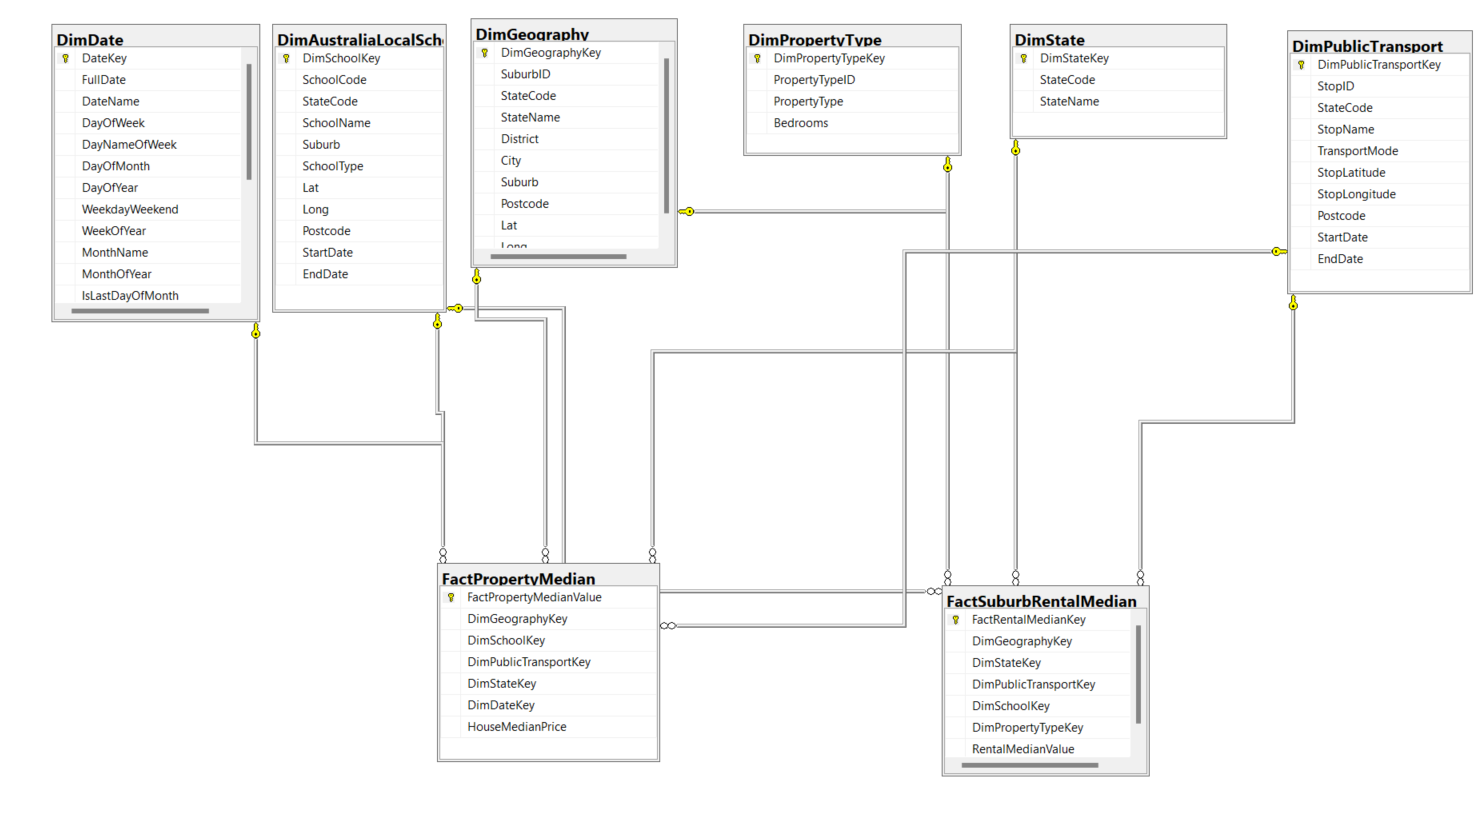 DimDate
DateKey
FullDate
DateName
DayOfWeek
DayNameOfWeek
DayOfMonth
DayOfYear
WeekdayWeekend
WeekOfYear
MonthName
MonthOfYear
IsLastDayOfMonth
DimAustraliaLocalSch
DimSchoolKey
SchoolCode
StateCode
SchoolName
Suburb
SchoolType
Lat
Long
Postcode
StartDate
EndDate
DimGeography
DimGeographyKey
SuburbID
StateCode
StateName
District
City
Suburb
Postcode
Lat
Long
DimPropertyType
DimPropertyTypeKey
PropertyTypeID
PropertyType
Bedrooms
DimState
DimStateKey
StateCode
StateName
DimPublicTransport
DimPublicTransportKey
StopID
StateCode
StopName
TransportMode
StopLatitude
StopLongitude
Postcode
StartDate
EndDate
FactPropertyMedian
FactPropertyMedianValue
DimGeographyKey
DimSchoolKey
DimPublicTransportKey
DimStateKey
DimDateKey
HouseMedianPrice
FactSuburbRentalMedian
FactRentalMedianKey
DimGeographyKey
DimStateKey
DimPublicTransportKey
DimSchoolKey
DimPropertyTypeKey
RentalMedianValue